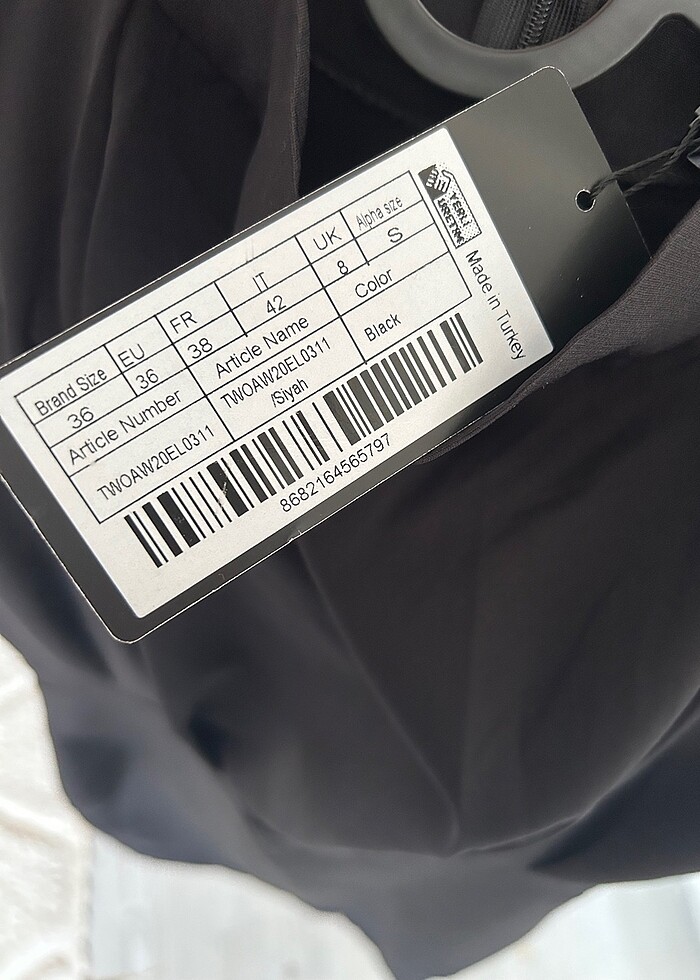 Brand Size EU FR IT UK Alpha size
36 36 38 42 8 S
Article Number Article Name Color
TWOAW20EL0311 TWOAW20EL0311 Black
/Siyah
8682164565797
YERLİ
ÜRETİM
Made in Turkey